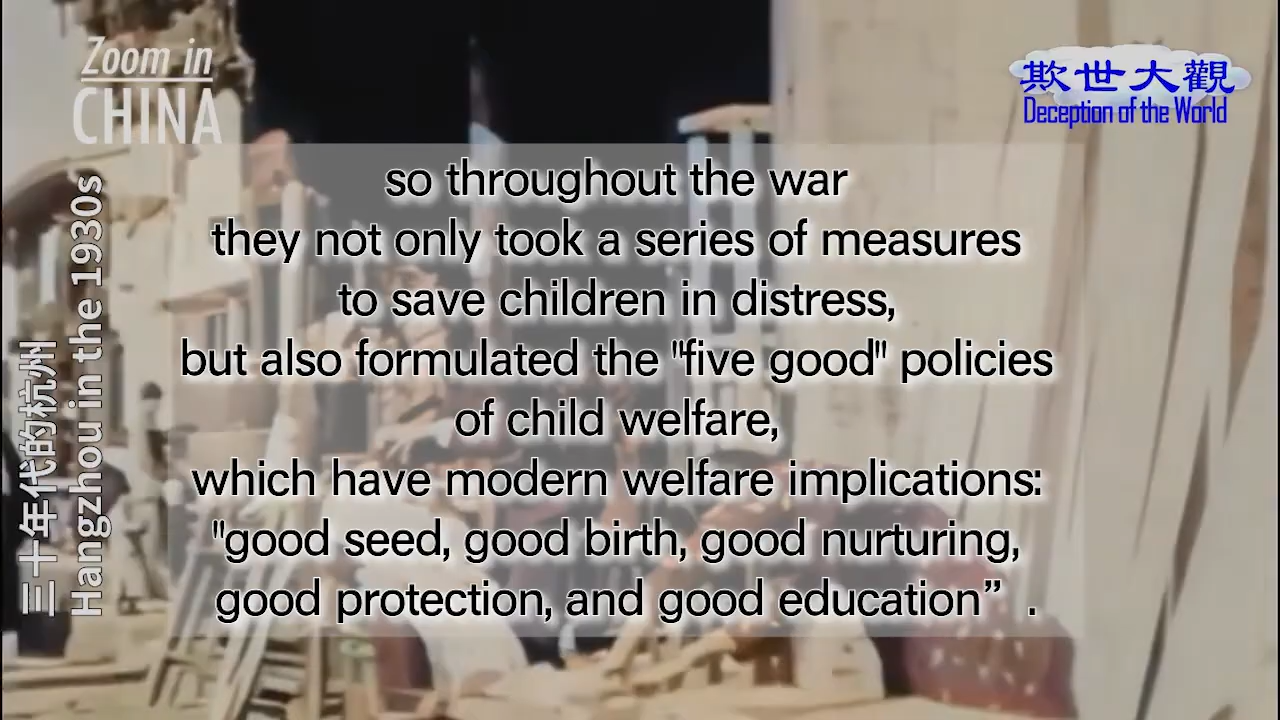 Zoom in
CHINA
欺世大觀
Deception of the World
三十年代的杭州
Hangzhou in the 1930s
so throughout the war
they not only took a series of measures
to save children in distress,
but also formulated the "five good" policies
of child welfare,
which have modern welfare implications:
"good seed, good birth, good nurturing,
good protection, and good education” .